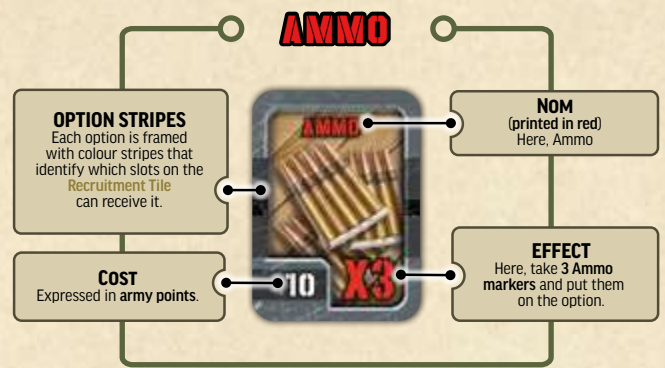 AMMO
OPTION STRIPES
Each option is framed
with colour stripes that
identify which slots on the
Recruitment Tile
can receive it.
COST
Expressed in army points.
AMMO
10
X3
NOM
(printed in red)
Here, Ammo
EFFECT
Here, take 3 Ammo
markers and put them
on the option.